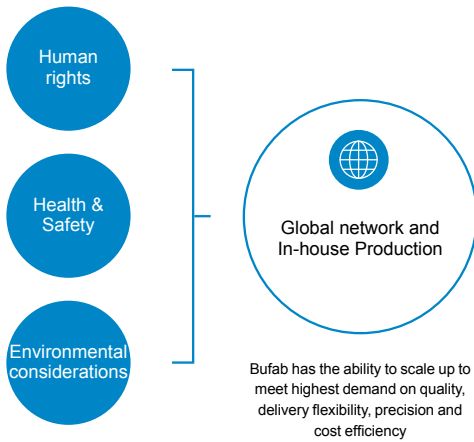 Human
rights
Health &
Safety
Environmental
considerations
Global network and
In-house Production
Bufab has the ability to scale up to
meet highest demand on quality,
delivery flexibility, precision and
cost efficiency